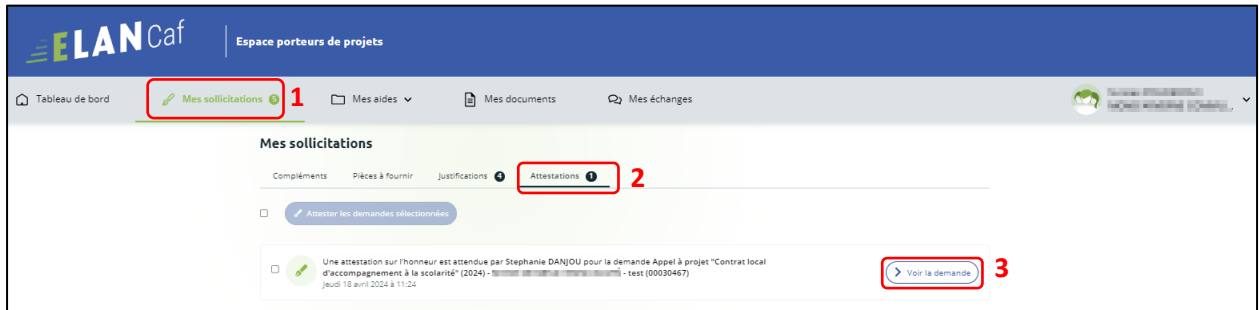 ELAN Caf
Espace porteurs de projets
Tableau de bord
Mes sollicitations 5
1
Mes aides
Mes documents
Mes échanges
Mes sollicitations
Compléments
Pièces à fournir
Justifications 4
Attestations 1
2
Attester les demandes sélectionnées
Une attestation sur l'honneur est attendue par Stephanie DANJOU pour la demande Appel à projet "Contrat local
d'accompagnement à la scolarité" (2024) - - test (00030467)
Jeudi 18 avril 2024 à 11:24
Voir la demande
3